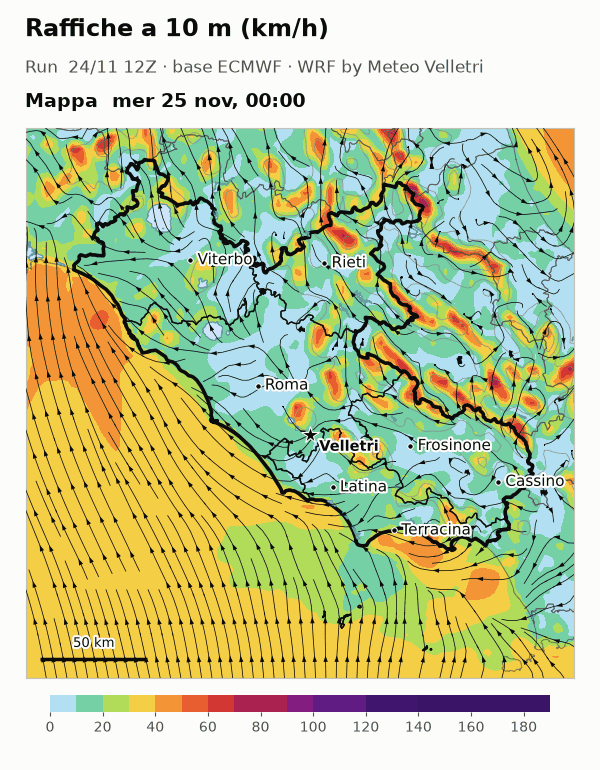 Raffiche a 10 m (km/h)
Run  24/11 12Z · base ECMWF · WRF by Meteo Velletri
Mappa  mer 25 nov, 00:00
Viterbo
Rieti
Roma
Velletri
Frosinone
Cassino
Latina
Terracina
50 km
0 20 40 60 80 100 120 140 160 180